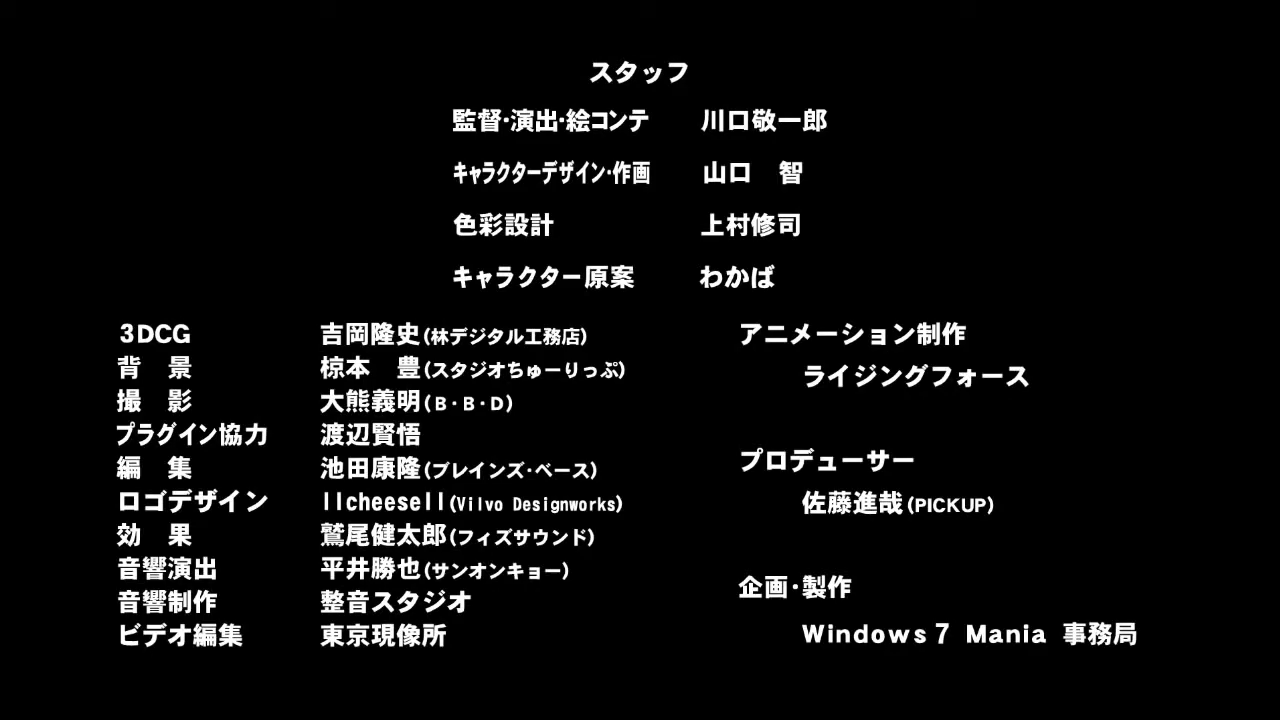 スタッフ
監督・演出・絵コンテ 川口敬一郎
キャラクターデザイン・作画 山口 智
色彩設計 上村修司
キャラクター原案 わかば
3DCG 吉岡隆史(林デジタル工務店)
背 景 椋本 豊(スタジオちゅーりっぷ)
撮 影 大熊義明(B・B・D)
プラグイン協力 渡辺賢悟
編 集 池田康隆(ブレインズ・ベース)
ロゴデザイン llcheesell(Vilvo Designworks)
効 果 鷲尾健太郎(フィズサウンド)
音響演出 平井勝也(サンオンキョー)
音響制作 整音スタジオ
ビデオ編集 東京現像所
アニメーション制作
ライジングフォース
プロデューサー
佐藤進哉(PICKUP)
企画・製作
Windows7 Mania 事務局